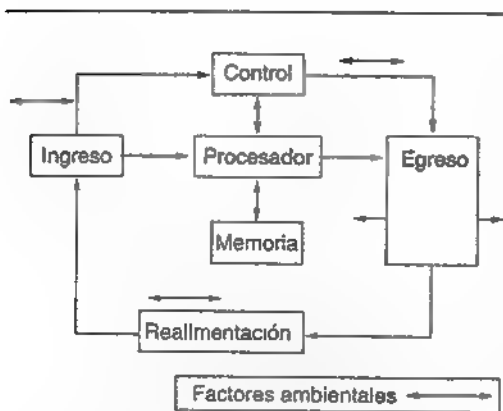 Control
Ingreso
Procesador
Egreso
Memoria
Realimentación
Factores ambientales